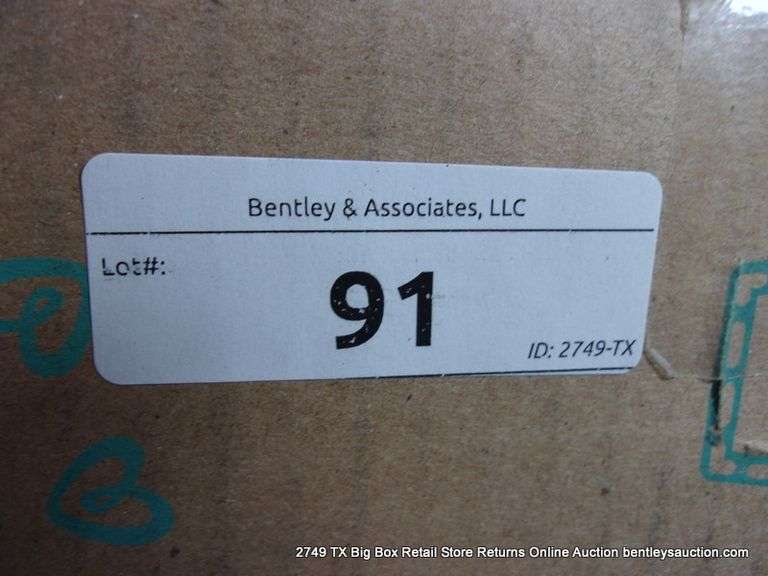 Bentley & Associates, LLC
Lot#:
91
ID: 2749-TX
2749 TX Big Box Retail Store Returns Online Auction bentleysauction.com